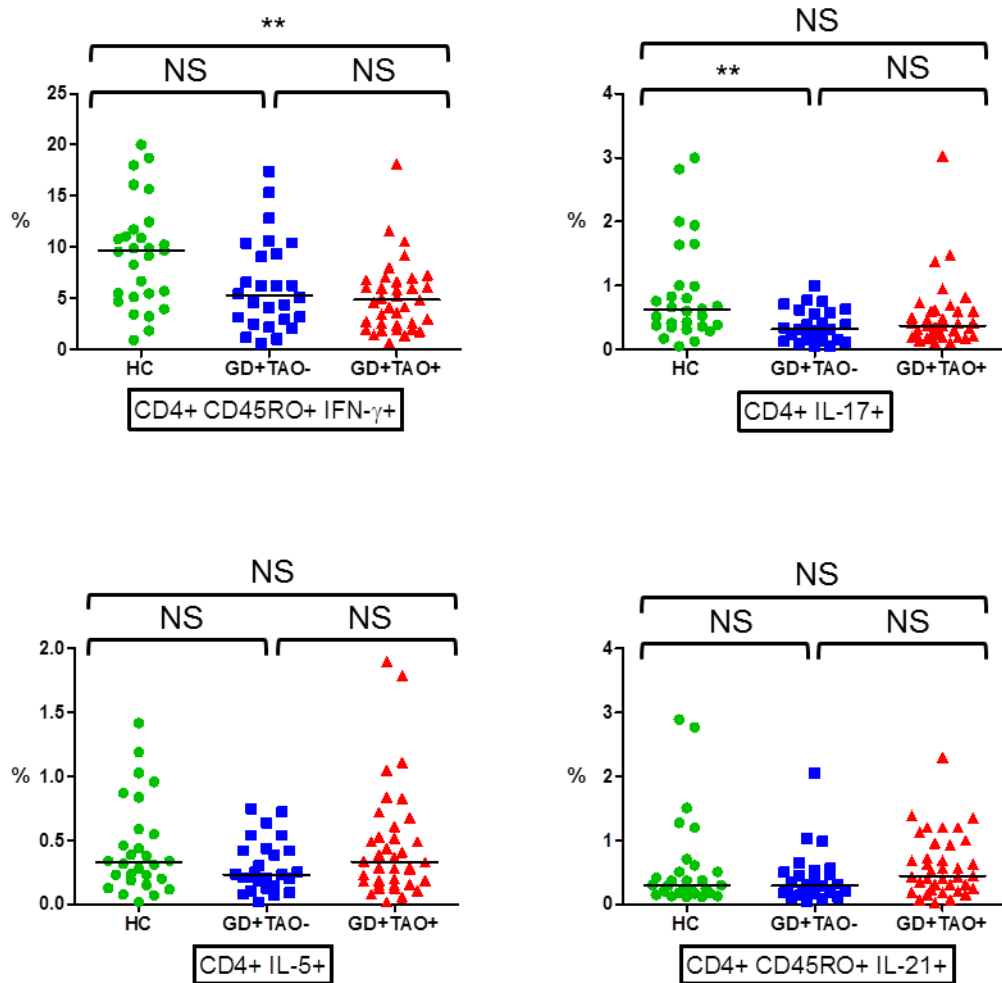 **
NS NS
25
20
15
%
10
5
0
HC GD+TAO- GD+TAO+
CD4+ CD45RO+ IFN-γ+
NS
** NS
4
3
%
2
1
0
HC GD+TAO- GD+TAO+
CD4+ IL-17+
NS
NS NS
2.0
1.5
%
1.0
0.5
0.0
HC GD+TAO- GD+TAO+
CD4+ IL-5+
NS
NS NS
4
3
%
2
1
0
HC GD+TAO- GD+TAO+
CD4+ CD45RO+ IL-21+